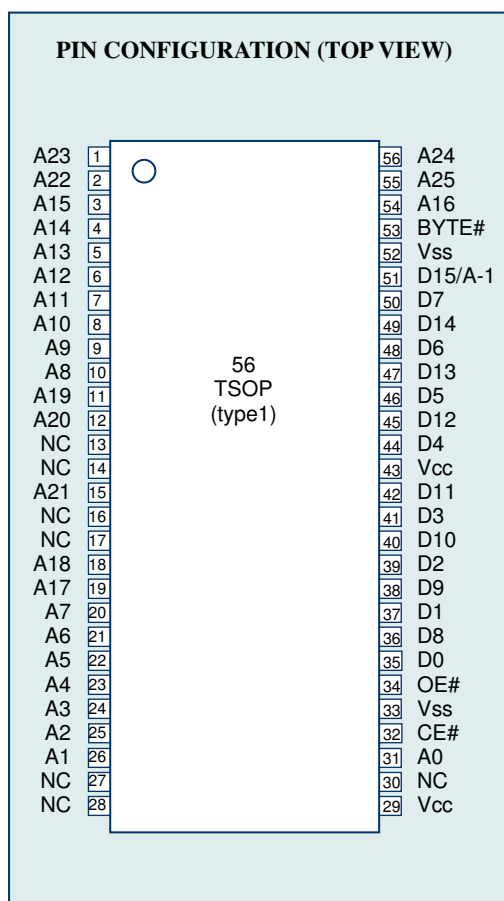 PIN CONFIGURATION (TOP VIEW)
A23 1 56 A24
A22 2 55 A25
A15 3 54 A16
A14 4 53 BYTE#
A13 5 52 Vss
A12 6 51 D15/A-1
A11 7 50 D7
A10 8 49 D14
A9 9 48 D6
A8 10 47 D13
A19 11 46 D5
A20 12 45 D12
NC 13 44 D4
NC 14 43 Vcc
A21 15 42 D11
NC 16 41 D3
NC 17 40 D10
A18 18 39 D2
A17 19 38 D9
A7 20 37 D1
A6 21 36 D8
A5 22 35 D0
A4 23 34 OE#
A3 24 33 Vss
A2 25 32 CE#
A1 26 31 A0
NC 27 30 NC
NC 28 29 Vcc
56
TSOP
(type1)